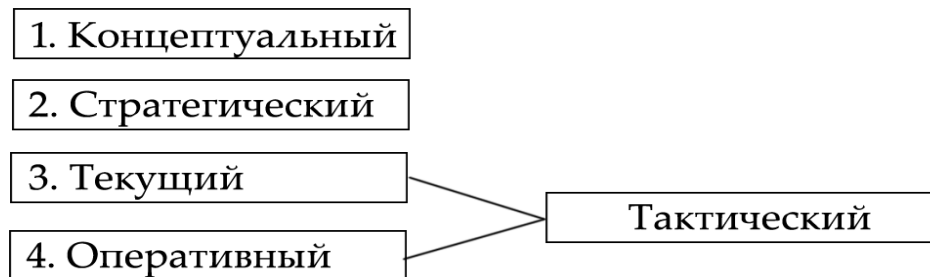 1. Концептуальный
2. Стратегический
3. Текущий
Тактический
4. Оперативный